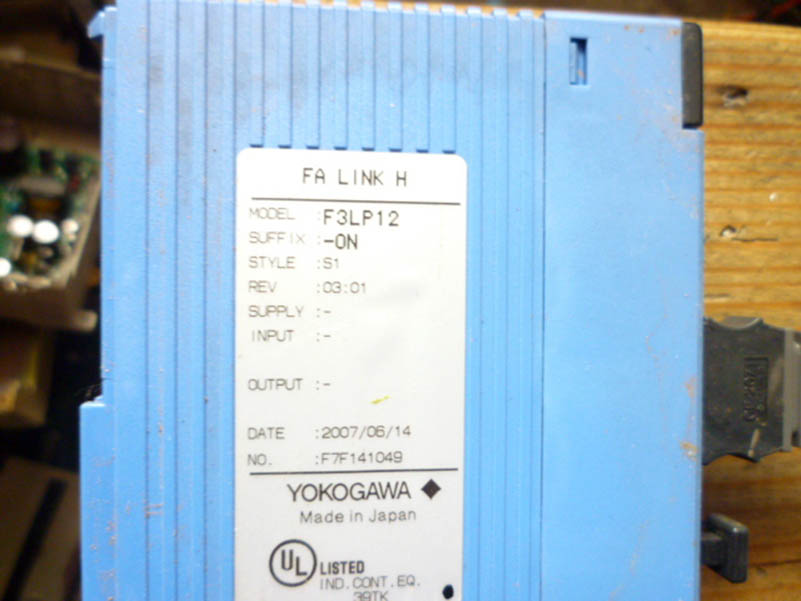 FA LINK H
MODEL :F3LP12
SUFFIX :-0N
STYLE :S1
REV :03:01
SUPPLY :-
INPUT :-
OUTPUT :-
DATE :2007/06/14
NO. :F7F141049
YOKOGAWA
Made in Japan
UL LISTED
IND.CONT.EQ.
39TK